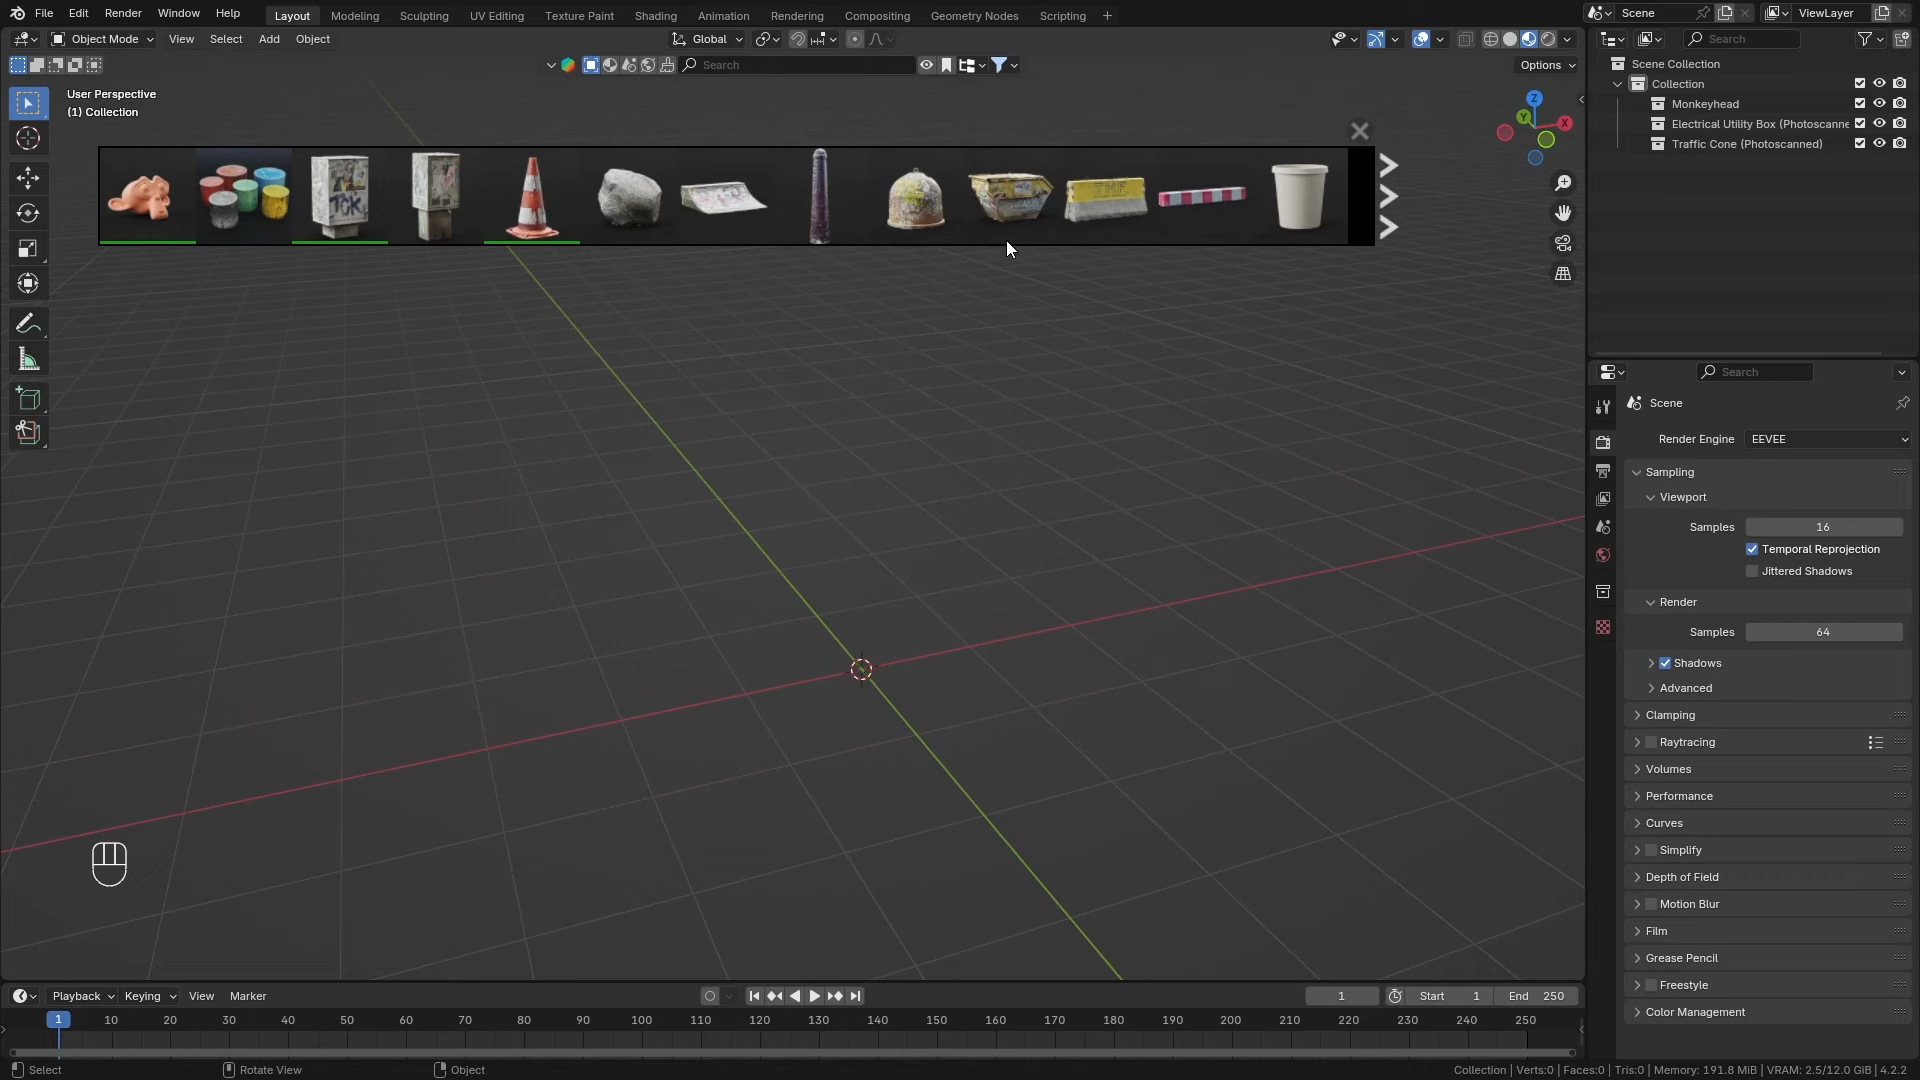 File Edit Render Window Help
Layout Modeling Sculpting UV Editing Texture Paint Shading Animation Rendering Compositing Geometry Nodes Scripting +
Scene ViewLayer
Object Mode View Select Add Object
Global
Search
Search
Options
User Perspective
(1) Collection
Z
Y
X
TCK
THF
Scene Collection
Collection
Monkeyhead
Electrical Utility Box (Photoscanne
Traffic Cone (Photoscanned)
Search
Scene
Render Engine EEVEE
Sampling
Viewport
Samples 16
Temporal Reprojection
Jittered Shadows
Render
Samples 64
Shadows
Advanced
Clamping
Raytracing
Volumes
Performance
Curves
Simplify
Depth of Field
Motion Blur
Film
Grease Pencil
Freestyle
Color Management
Playback Keying View Marker
1 Start 1 End 250
1 10 20 30 40 50 60 70 80 90 100 110 120 130 140 150 160 170 180 190 200 210 220 230 240 250
Select Rotate View Object
Collection | Verts:0 | Faces:0 | Tris:0 | Memory: 191.8 MiB | VRAM: 2.5/12.0 GiB | 4.2.2